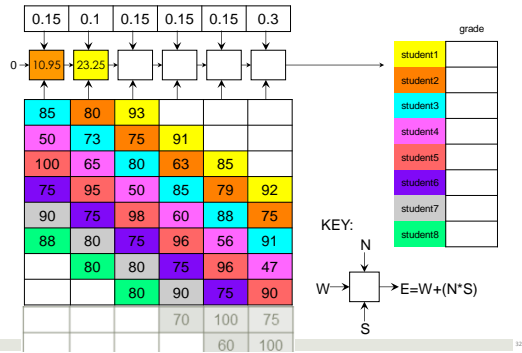 0.15 0.1 0.15 0.15 0.15 0.3
grade
0 10.95 23.25
student1
student2
student3
student4
student5
student6
student7
student8
85 80 93
50 73 75 91
100 65 80 63 85
75 95 50 85 79 92
90 75 98 60 88 75
88 80 75 96 56 91
80 80 75 96 47
80 90 75 90
70 100 75
60 100
KEY:
N
W E=W+(N*S)
S
32